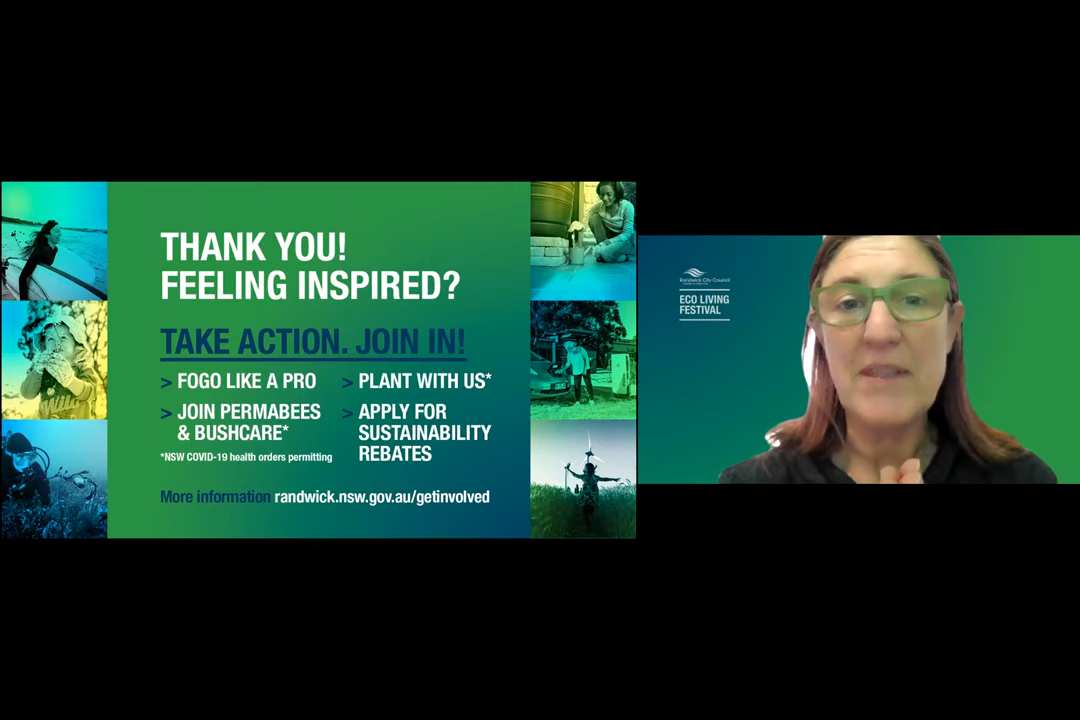 THANK YOU!
FEELING INSPIRED?
TAKE ACTION. JOIN IN!
> FOGO LIKE A PRO
> JOIN PERMABEES
& BUSHCARE*
*NSW COVID-19 health orders permitting
> PLANT WITH US*
> APPLY FOR
SUSTAINABILITY
REBATES
More information randwick.nsw.gov.au/getinvolved
Randwick City Council
ECO LIVING
FESTIVAL